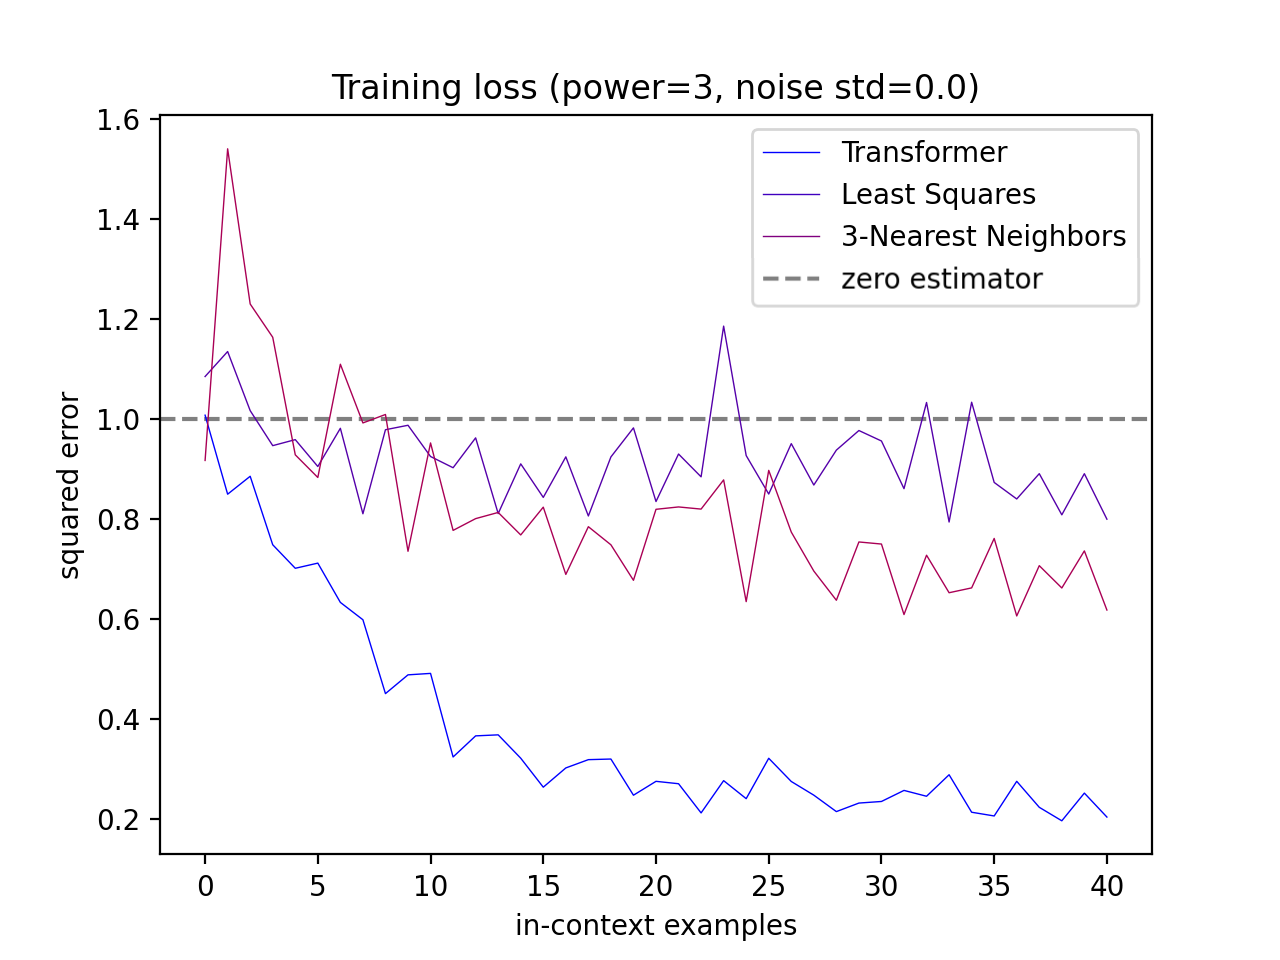 Training loss (power=3, noise std=0.0)
1.6
1.4
1.2
1.0
0.8
0.6
0.4
0.2
squared error
Transformer
Least Squares
3-Nearest Neighbors
zero estimator
0 5 10 15 20 25 30 35 40
in-context examples